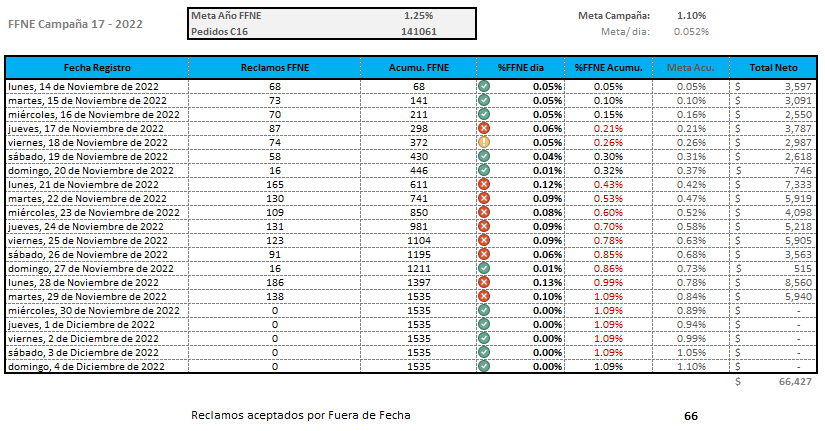 FFNE Campaña 17 - 2022
Meta Año FFNE 1.25% Meta Campaña: 1.10%
Pedidos C16 141061 Meta/ dia: 0.052%
Fecha Registro Reclamos FFNE Acumu. FFNE %FFNE dia %FFNE Acumu. Meta Acu. Total Neto
lunes, 14 de Noviembre de 2022 68 68 0.05% 0.05% 0.05% $ 3,597
martes, 15 de Noviembre de 2022 73 141 0.05% 0.10% 0.10% $ 3,091
miércoles, 16 de Noviembre de 2022 70 211 0.05% 0.15% 0.16% $ 2,550
jueves, 17 de Noviembre de 2022 87 298 0.06% 0.21% 0.21% $ 3,787
viernes, 18 de Noviembre de 2022 74 372 0.05% 0.26% 0.26% $ 2,987
sábado, 19 de Noviembre de 2022 58 430 0.04% 0.30% 0.31% $ 2,618
domingo, 20 de Noviembre de 2022 16 446 0.01% 0.32% 0.37% $ 746
lunes, 21 de Noviembre de 2022 165 611 0.12% 0.43% 0.42% $ 7,333
martes, 22 de Noviembre de 2022 130 741 0.09% 0.53% 0.47% $ 5,919
miércoles, 23 de Noviembre de 2022 109 850 0.08% 0.60% 0.52% $ 4,098
jueves, 24 de Noviembre de 2022 131 981 0.09% 0.70% 0.58% $ 5,218
viernes, 25 de Noviembre de 2022 123 1104 0.09% 0.78% 0.63% $ 5,905
sábado, 26 de Noviembre de 2022 91 1195 0.06% 0.85% 0.68% $ 3,563
domingo, 27 de Noviembre de 2022 16 1211 0.01% 0.86% 0.73% $ 515
lunes, 28 de Noviembre de 2022 186 1397 0.13% 0.99% 0.78% $ 8,560
martes, 29 de Noviembre de 2022 138 1535 0.10% 1.09% 0.84% $ 5,940
miércoles, 30 de Noviembre de 2022 0 1535 0.00% 1.09% 0.89% $ -
jueves, 1 de Diciembre de 2022 0 1535 0.00% 1.09% 0.94% $ -
viernes, 2 de Diciembre de 2022 0 1535 0.00% 1.09% 0.99% $ -
sábado, 3 de Diciembre de 2022 0 1535 0.00% 1.09% 1.05% $ -
domingo, 4 de Diciembre de 2022 0 1535 0.00% 1.09% 1.10% $ -
$ 66,427
Reclamos aceptados por Fuera de Fecha 66